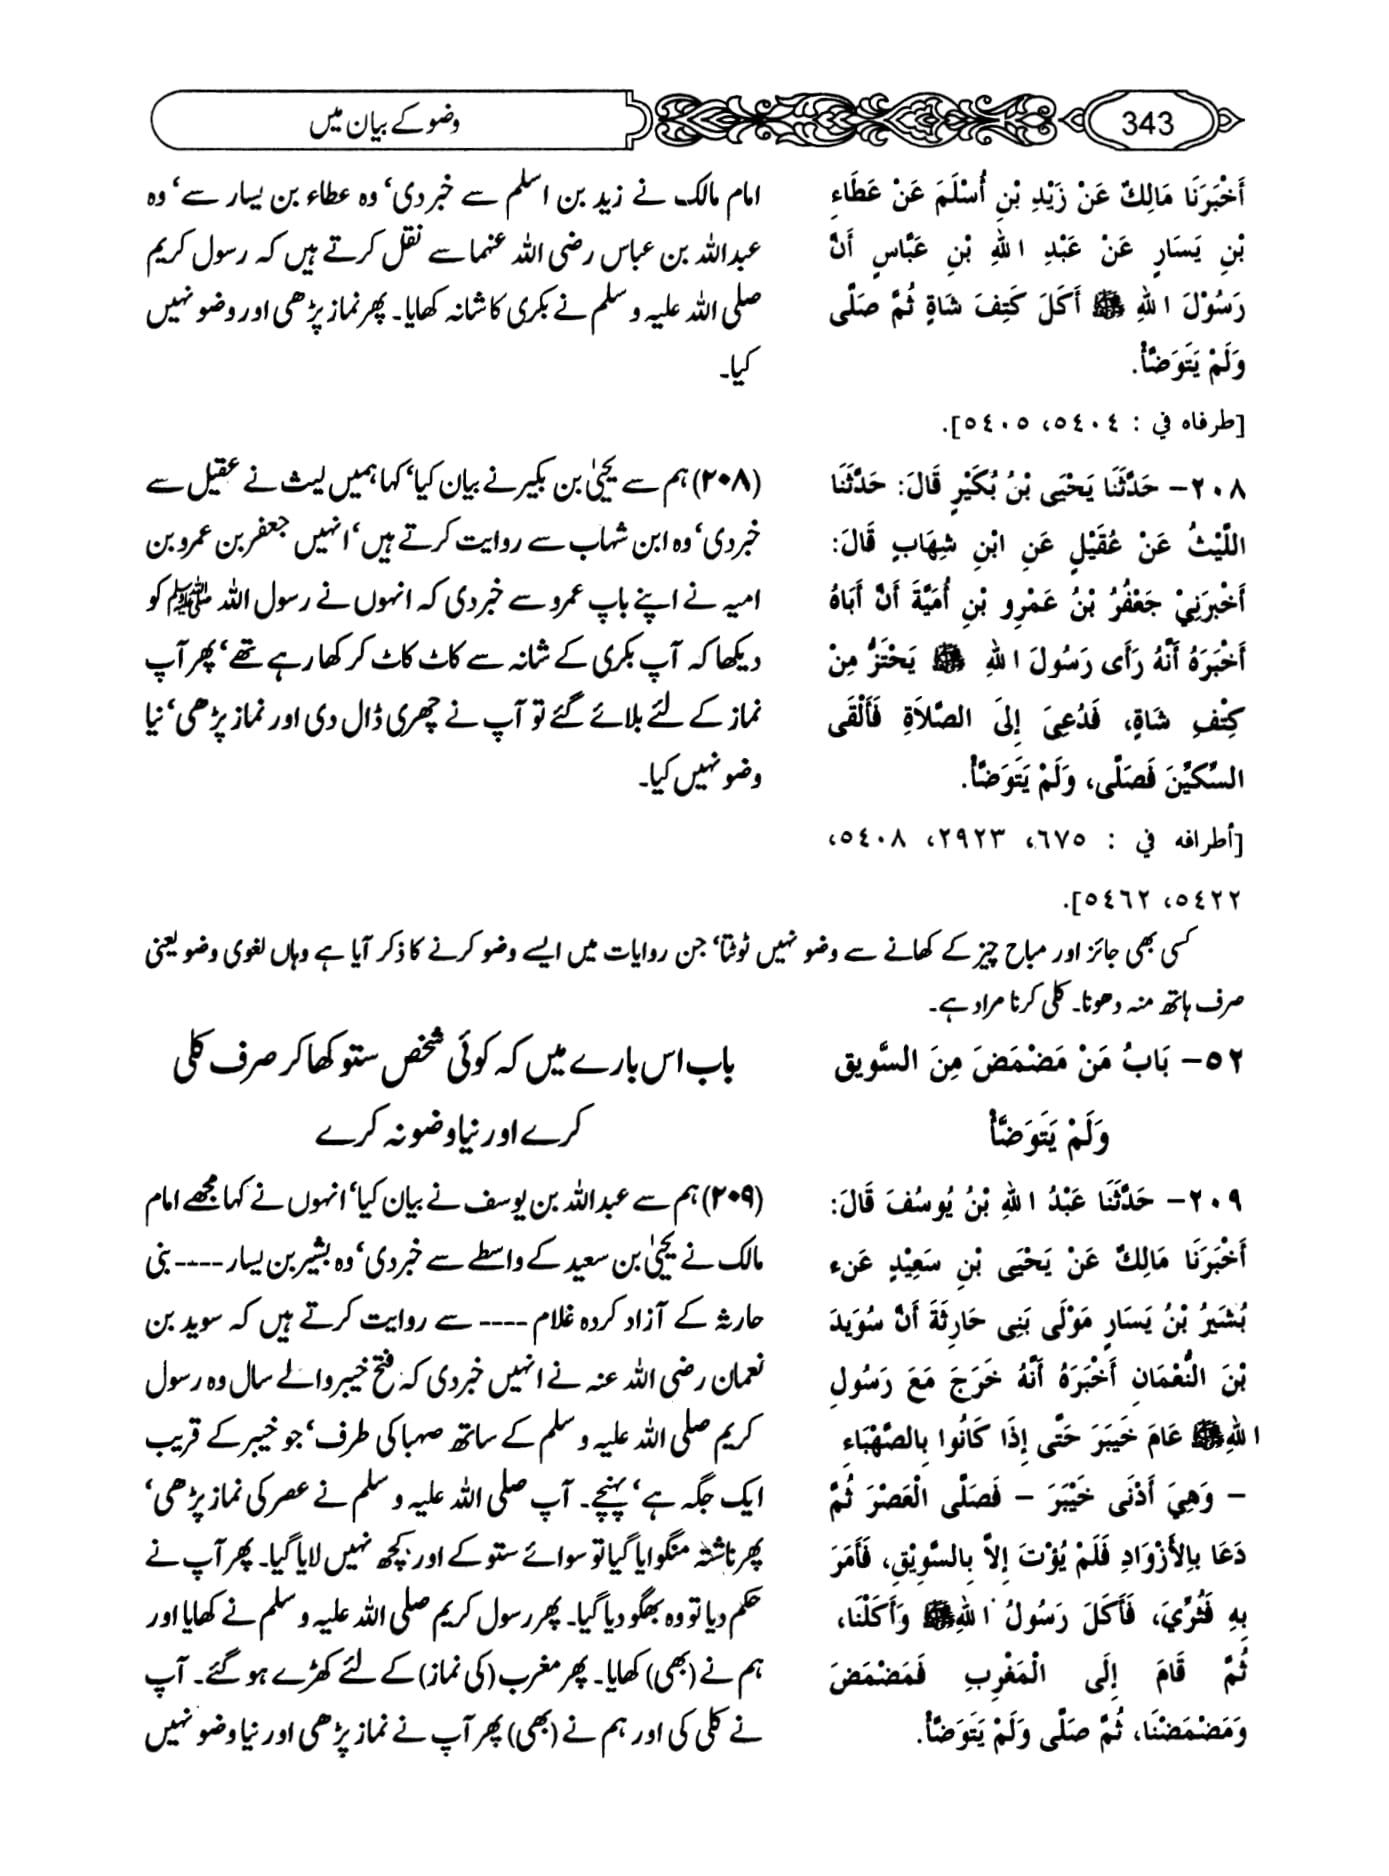 343
وضو کے بیان میں
أَخْبَرَنَا مَالِكٌ عَنْ زَيْدِ بْنِ أُسْلَمَ عَنْ عَطَاءِ
بْنِ يَسَارٍ عَنْ عَبْدِ اللهِ بْنِ عَبَّاسٍ أَنَّ
رَسُوْلَ اللهِ ﷺ أَكَلَ كَتِفَ شَاةٍ ثُمَّ صَلَّى
وَلَمْ يَتَوَضَّأْ.
[طرفاه في : ٥٤٠٤، ٥٤٠٥].
امام مالک نے زید بن اسلم سے خبر دی‘ وہ عطاء بن یسار سے‘ وہ
عبداللہ بن عباس رضی اللہ عنہما سے نقل کرتے ہیں کہ رسول کریم
صلی اللہ علیہ و سلم نے بکری کا شانہ کھایا۔ پھر نماز پڑھی اور وضو نہیں
کیا۔
٢٠٨- حَدَّثَنَا يَحْيَى بْنُ بُكَيْرٍ قَالَ: حَدَّثَنَا
اللَّيْثُ عَنْ عُقَيْلٍ عَنِ ابْنِ شِهَابٍ قَالَ:
أَخْبَرَنِيْ جَعْفُرُ بْنُ عَمْرِو بْنِ أُمَيَّةَ أَنَّ أَبَاهُ
أَخْبَرَهُ أَنَّهُ رَأَى رَسُولَ اللهِ ﷺ يَحْتَزُّ مِنْ
كِتْفِ شَاةٍ، فَدُعِيَ إِلَى الصَّلاَةِ فَأَلْقَى
السِّكِّيْنَ فَصَلَّى، وَلَمْ يَتَوَضَّأْ.
[أطرافه في : ٦٧٥، ٢٩٢٣، ٥٤٠٨،
٥٤٢٢، ٥٤٦٢].
(۲۰۸) ہم سے یحییٰ بن بکیر نے بیان کیا‘ کہا ہمیں لیث نے عقیل سے
خبر دی‘ وہ ابن شہاب سے روایت کرتے ہیں‘ انہیں جعفر بن عمرو بن
امیہ نے اپنے باپ عمرو سے خبر دی کہ انہوں نے رسول اللہ ﷺ کو
دیکھا کہ آپ بکری کے شانہ سے کاٹ کاٹ کر کھا رہے تھے‘ پھر آپ
نماز کے لئے بلائے گئے تو آپ نے چھری ڈال دی اور نماز پڑھی‘ نیا
وضو نہیں کیا۔
کسی بھی جائز اور مباح چیز کے کھانے سے وضو نہیں ٹوٹتا‘ جن روایات میں ایسے وضو کرنے کا ذکر آیا ہے وہاں لغوی وضو یعنی
صرف ہاتھ منہ دھونا۔ کلی کرنا مراد ہے۔
٥٢- بَابُ مَنْ مَضْمَضَ مِنَ السَّوِيقِ
وَلَمْ يَتَوَضَّأْ
باب اس بارے میں کہ کوئی شخص ستو کھا کر صرف کلی
کرے اور نیا وضو نہ کرے
٢٠٩- حَدَّثَنَا عَبْدُ اللهِ بْنُ يُوسُفَ قَالَ:
أَخْبَرَنَا مَالِكٌ عَنْ يَحْيَى بْنِ سَعِيْدٍ عَنء
بُشَيْرُ بْنُ يَسَارٍ مَوْلَى بَنِى حَارِثَةَ أَنَّ سُوَيدَ
بْنَ النُّعْمَانِ أَخْبَرَهُ أَنَّهُ خَرَجَ مَعَ رَسُولِ
اللهِ ﷺ عَامَ خَيبَرَ حَتَّى إِذَا كَانُوا بِالصَّهْبَاءِ
- وَهِيَ أَدْنَى خَيْبَرَ - فَصَلَّى الْعَصْرَ ثُمَّ
دَعَا بِالأَزْوَادِ فَلَمْ يُؤْتَ إِلاَّ بِالسَّوِيْقِ، فَأَمَرَ
بِهِ فَثُرِّيَ، فَأَكَلَ رَسُولُ اللهِ ﷺ وَأَكَلْنَا،
ثُمَّ قَامَ إِلَى الْمَغْرِبِ فَمَضْمَضَ
وَمَضْمَضْنَا، ثُمَّ صَلَّى وَلَمْ يَتَوَضَّأْ.
(۲۰۹) ہم سے عبداللہ بن یوسف نے بیان کیا‘ انہوں نے کہا مجھے امام
مالک نے یحییٰ بن سعید کے واسطے سے خبر دی‘ وہ بشیر بن یسار ---- بنی
حارثہ کے آزاد کردہ غلام ---- سے روایت کرتے ہیں کہ سوید بن
نعمان رضی اللہ عنہ نے انہیں خبر دی کہ فتح خیبر والے سال وہ رسول
کریم صلی اللہ علیہ و سلم کے ساتھ صہبا کی طرف‘ جو خیبر کے قریب
ایک جگہ ہے‘ پہنچے۔ آپ صلی اللہ علیہ و سلم نے عصر کی نماز پڑھی‘
پھر ناشتہ منگوایا گیا تو سوائے ستو کے اور کچھ نہیں لایا گیا۔ پھر آپ نے
حکم دیا تو وہ بھگو دیا گیا۔ پھر رسول کریم صلی اللہ علیہ و سلم نے کھایا اور
ہم نے (بھی) کھایا۔ پھر مغرب (کی نماز) کے لئے کھڑے ہو گئے۔ آپ
نے کلی کی اور ہم نے (بھی) پھر آپ نے نماز پڑھی اور نیا وضو نہیں